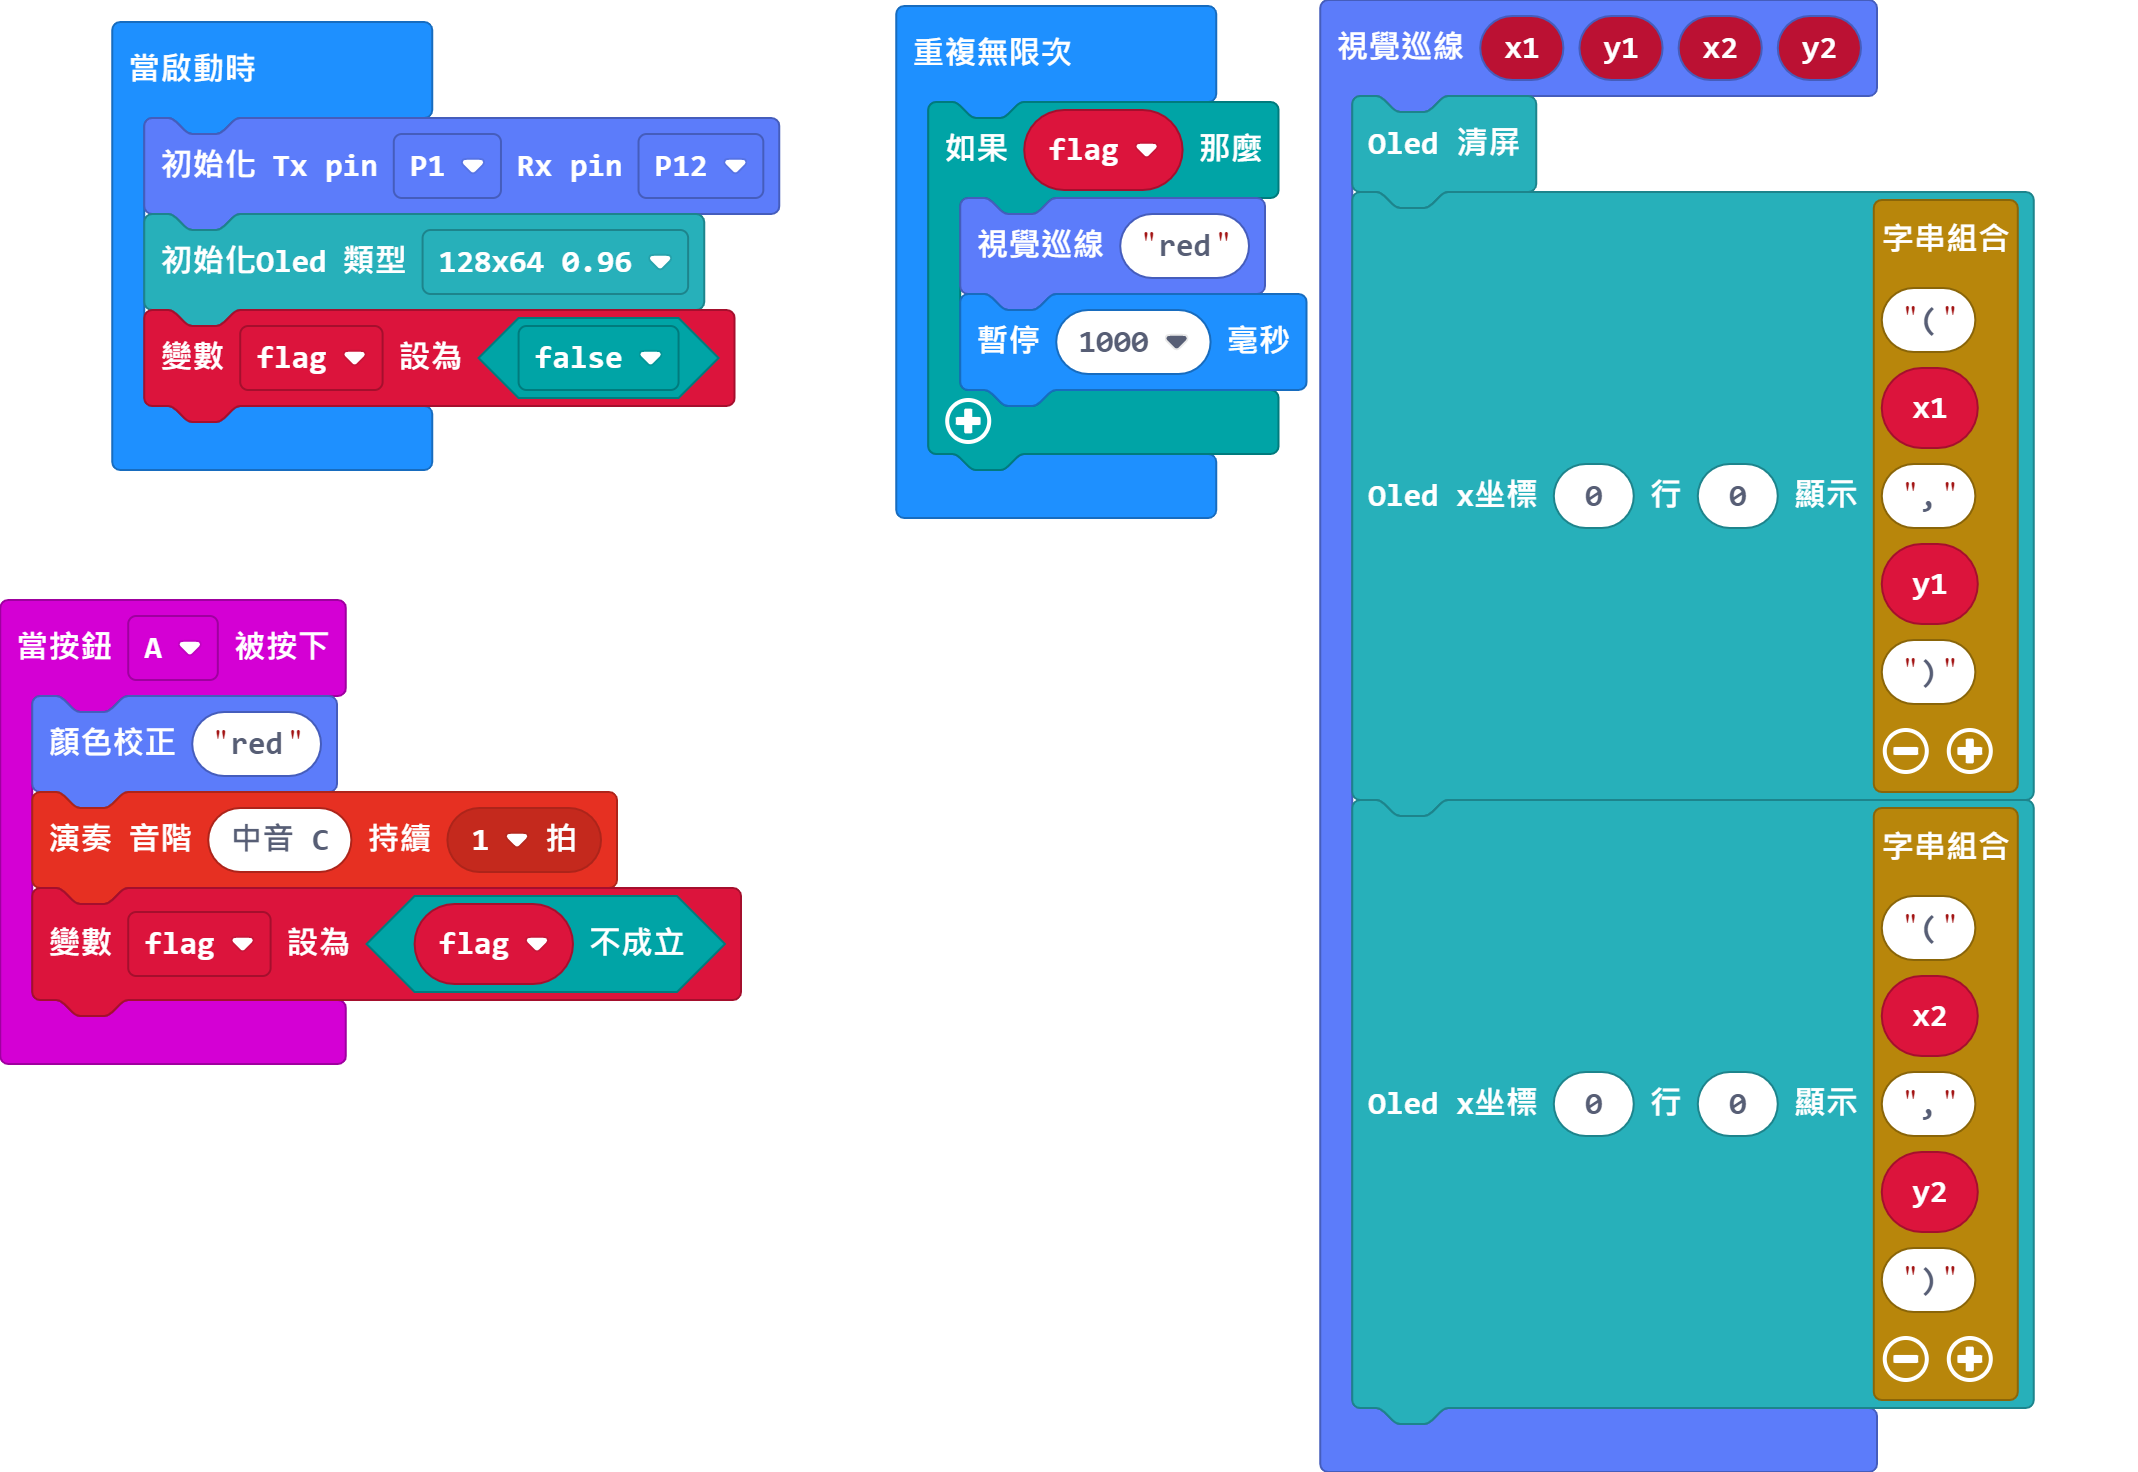 當啟動時
初始化 Tx pin P1 Rx pin P12
初始化Oled 類型 128x64 0.96
變數 flag 設為 false
重複無限次
如果 flag 那麼
視覺巡線 "red"
暫停 1000 毫秒
視覺巡線 x1 y1 x2 y2
Oled 清屏
Oled x坐標 0 行 0 顯示
字串組合
"("
x1
","
y1
")"
Oled x坐標 0 行 0 顯示
字串組合
"("
x2
","
y2
")"
當按鈕 A 被按下
顏色校正 "red"
演奏 音階 中音 C 持續 1 拍
變數 flag 設為 flag 不成立